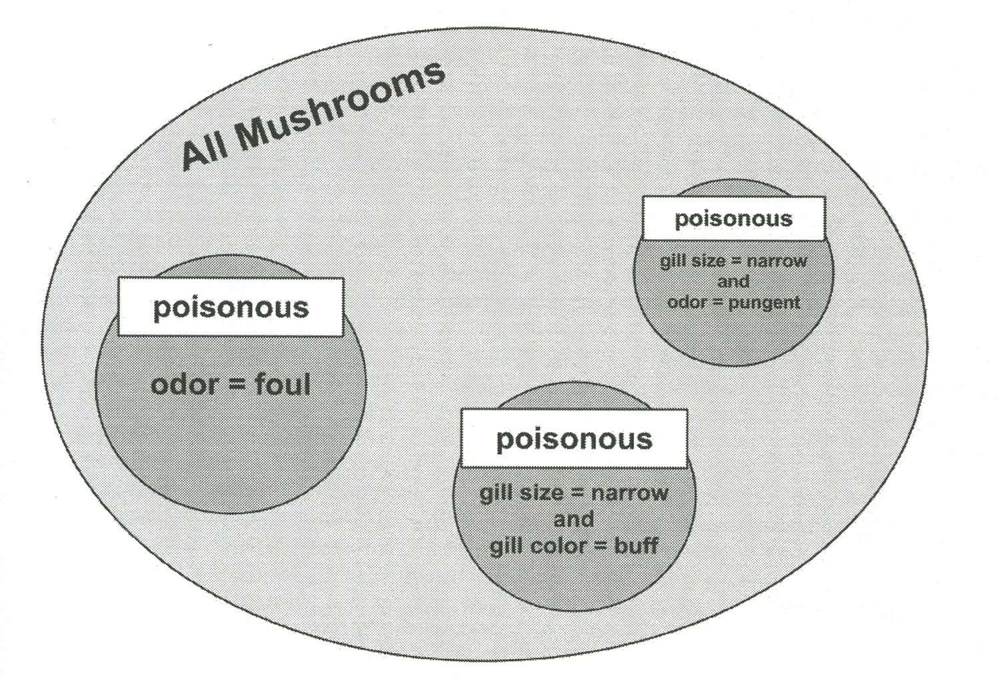 All Mushrooms
poisonous
odor = foul
poisonous
gill size = narrow
and
gill color = buff
poisonous
gill size = narrow
and
odor = pungent